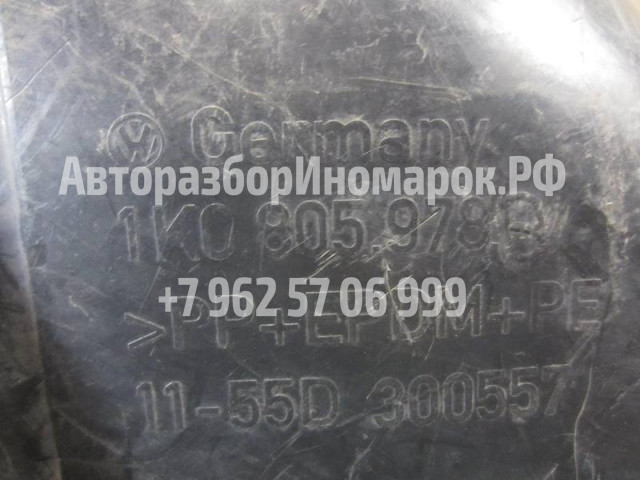 Germany
АвторазборИномарок.РФ
1K0 805.978
+7 962 57 06 999
>PP+EPDM+PE
11-55D 300557